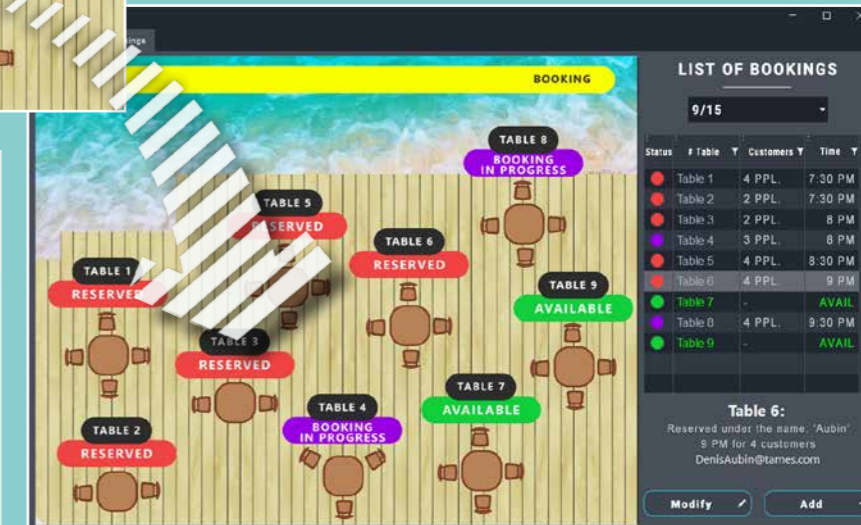 BOOKING
TABLE 8
BOOKING
IN PROGRESS
TABLE 5
RESERVED
TABLE 6
RESERVED
TABLE 1
RESERVED
TABLE 9
AVAILABLE
TABLE 3
RESERVED
TABLE 7
AVAILABLE
TABLE 4
BOOKING
IN PROGRESS
TABLE 2
RESERVED
LIST OF BOOKINGS
9/15
Status # Table Customers Time
Table 1 4 PPL. 7:30 PM
Table 2 2 PPL. 7:30 PM
Table 3 2 PPL. 8 PM
Table 4 3 PPL. 8 PM
Table 5 4 PPL. 8:30 PM
Table 6 4 PPL. 9 PM
Table 7 - AVAIL
Table 8 4 PPL. 9:30 PM
Table 9 - AVAIL
Table 6:
Reserved under the name: 'Aubin'
9 PM for 4 customers
DenisAubin@tames.com
Modify Add